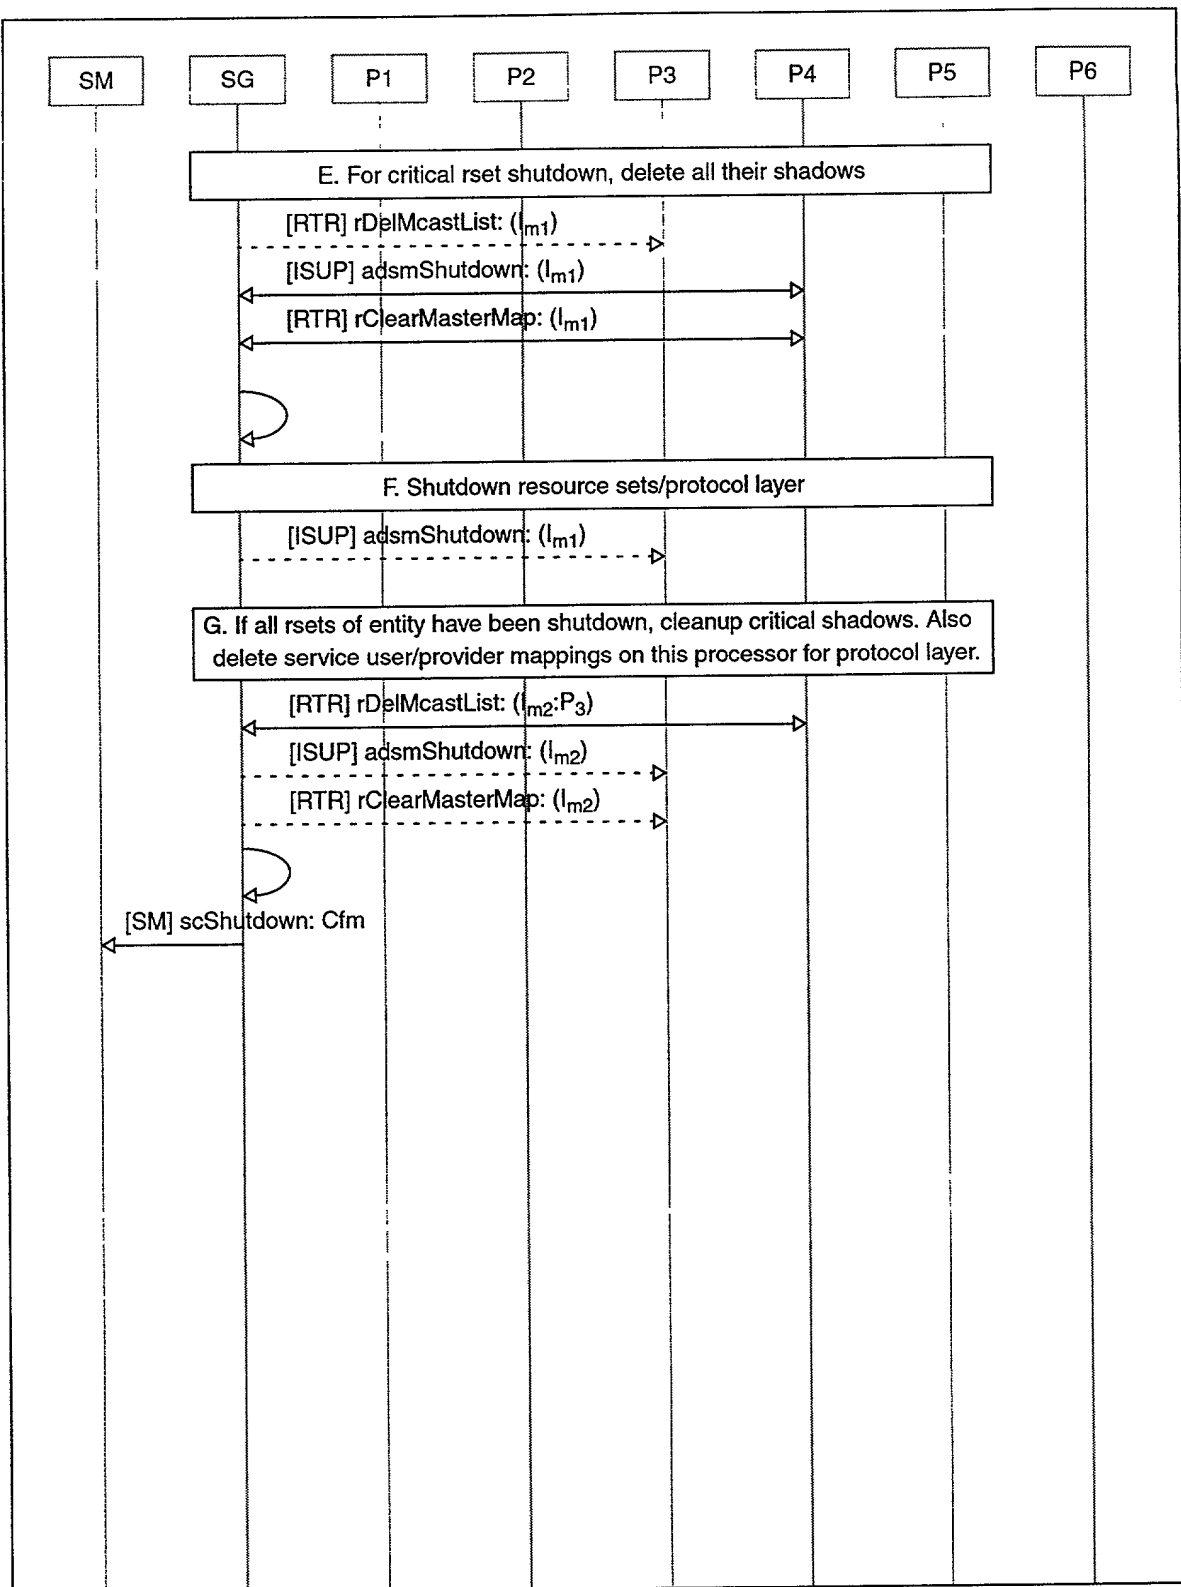 SM SG P1 P2 P3 P4 P5 P6
E. For critical rset shutdown, delete all their shadows
[RTR] rDelMcastList: (Im1)
[ISUP] adsmShutdown: (Im1)
[RTR] rClearMasterMap: (Im1)
F. Shutdown resource sets/protocol layer
[ISUP] adsmShutdown: (Im1)
G. If all rsets of entity have been shutdown, cleanup critical shadows. Also
delete service user/provider mappings on this processor for protocol layer.
[RTR] rDelMcastList: (Im2:P3)
[ISUP] adsmShutdown: (Im2)
[RTR] rClearMasterMap: (Im2)
[SM] scShutdown: Cfm